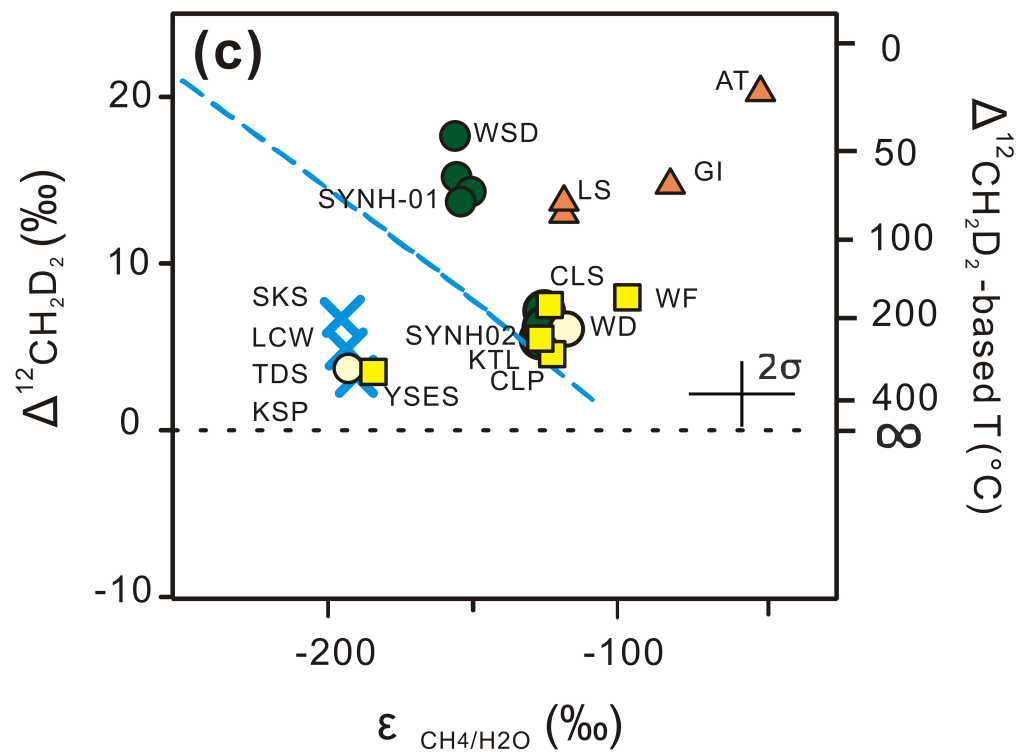 (c)
0
AT
20
WSD
50
GI
LS
SYNH-01
100
10
CLS
SKS
WF
200
WD
LCW
SYNH02
KTL
TDS
CLP
2σ
YSES
400
KSP
0
∞
-10
-200
-100
ε CH4/H2O (‰)
Δ12CH2D2 (‰)
Δ12CH2D2-based T(°C)